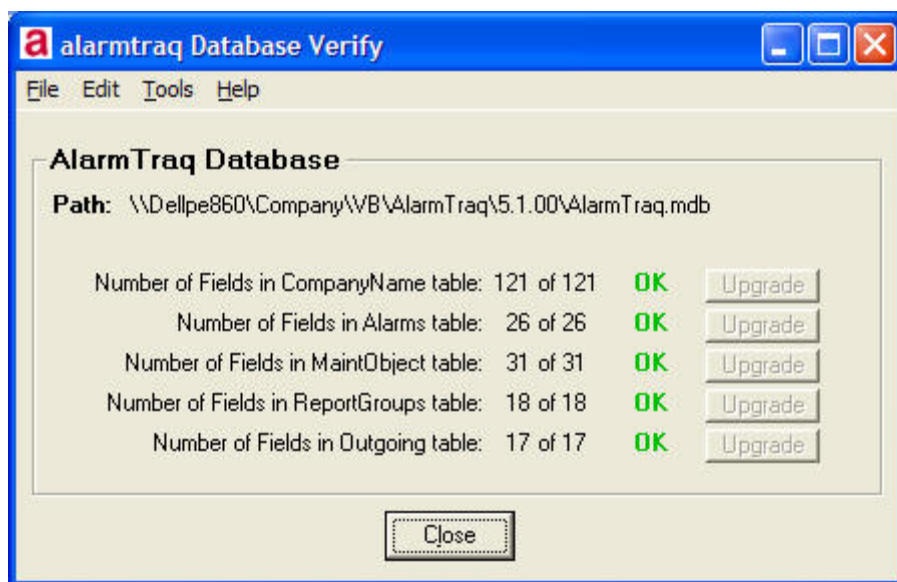 a alarmtraq Database Verify
File Edit Tools Help
AlarmTraq Database
Path: \\Dellpe860\Company\VB\AlarmTraq\5.1.00\AlarmTraq.mdb
Number of Fields in CompanyName table: 121 of 121 OK Upgrade
Number of Fields in Alarms table: 26 of 26 OK Upgrade
Number of Fields in MaintObject table: 31 of 31 OK Upgrade
Number of Fields in ReportGroups table: 18 of 18 OK Upgrade
Number of Fields in Outgoing table: 17 of 17 OK Upgrade
Close